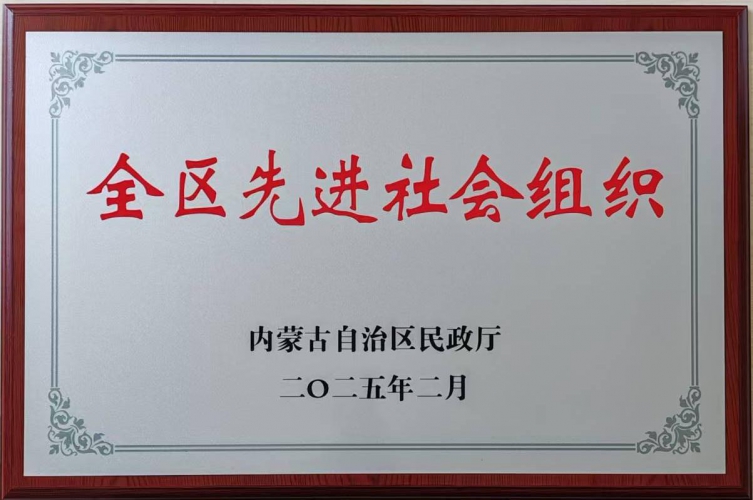 全区先进社会组织
内蒙古自治区民政厅
二〇二五年二月